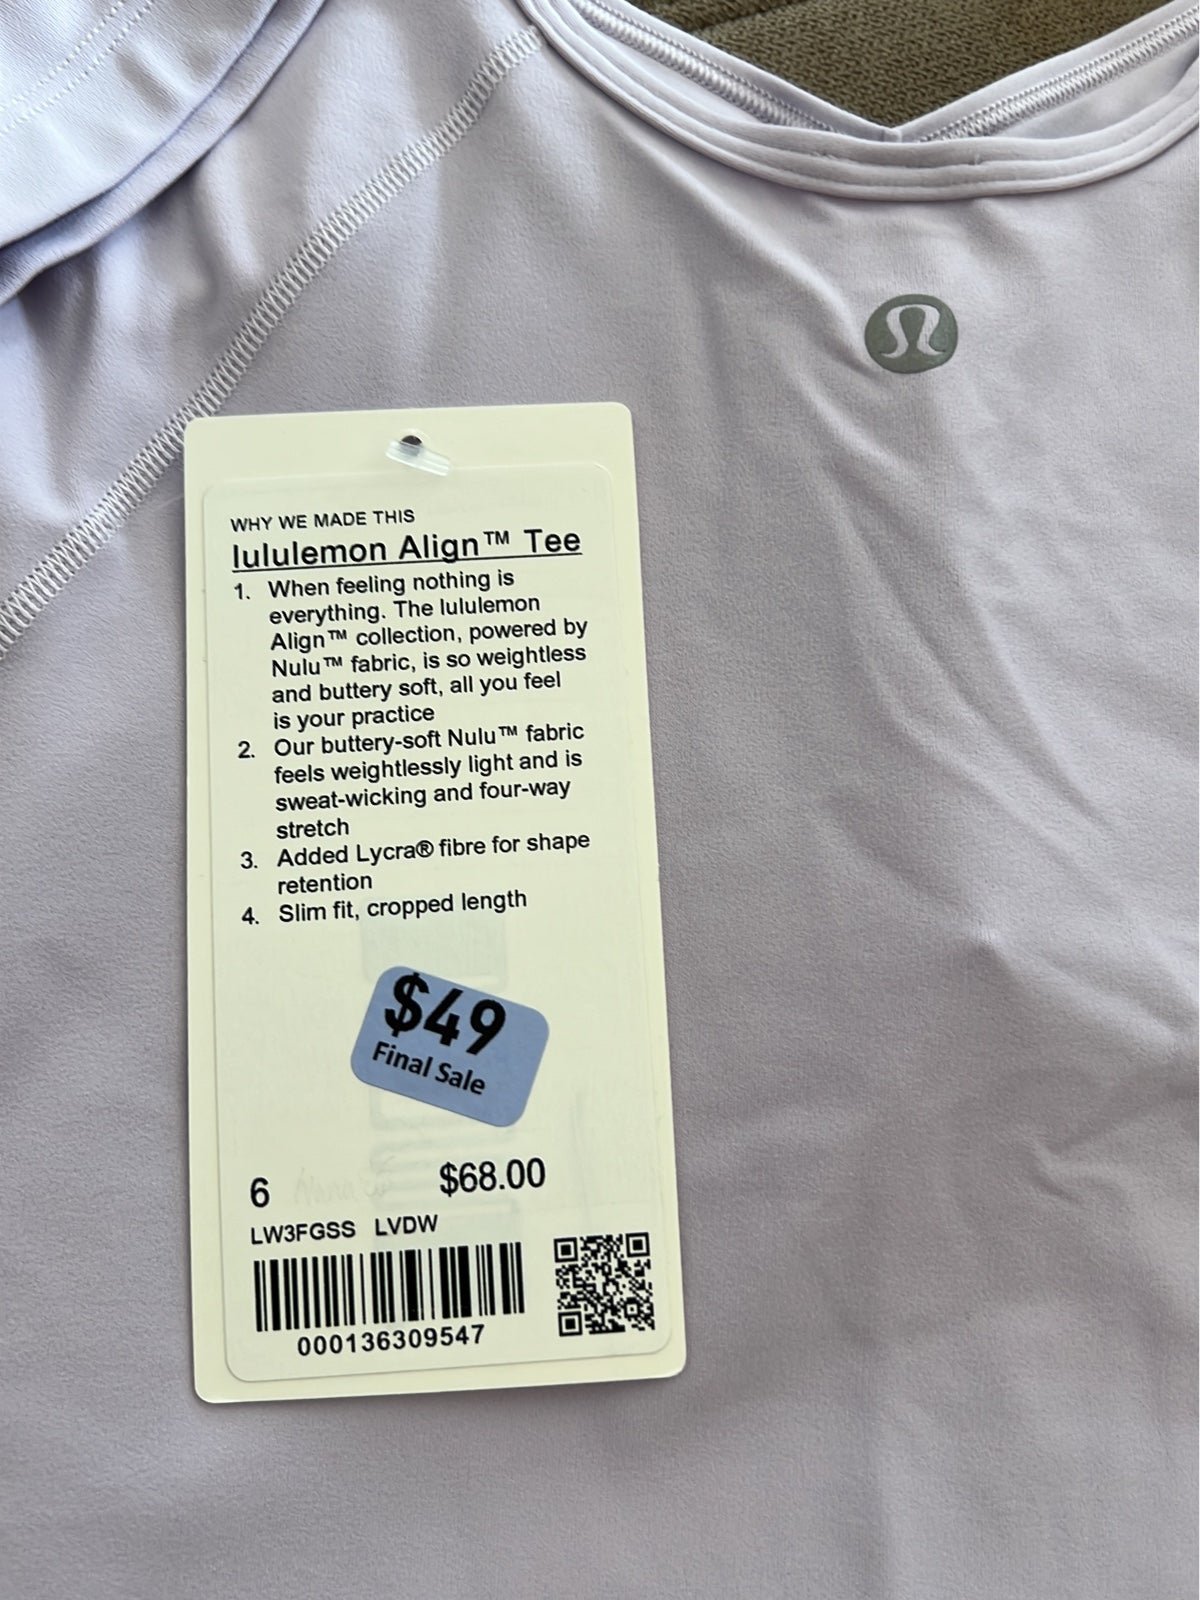 WHY WE MADE THIS
lululemon Align™ Tee
1. When feeling nothing is
everything. The lululemon
Align™ collection, powered by
Nulu™ fabric, is so weightless
and buttery soft, all you feel
is your practice
2. Our buttery-soft Nulu™ fabric
feels weightlessly light and is
sweat-wicking and four-way
stretch
3. Added Lycra® fibre for shape
retention
4. Slim fit, cropped length
$49
Final Sale
6 $68.00
LW3FGSS LVDW
000136309547